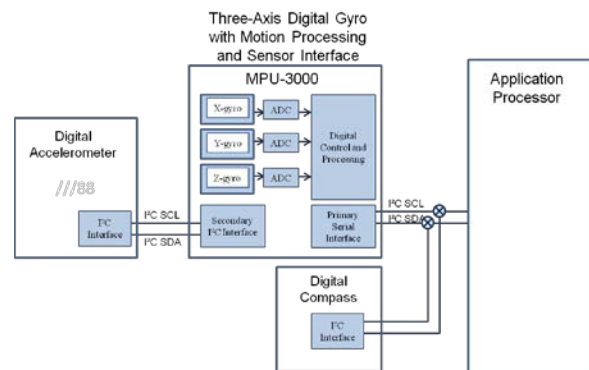 Three-Axis Digital Gyro
with Motion Processing
and Sensor Interface
MPU-3000
X-gyro
ADC
Y-gyro
ADC
Z-gyro
ADC
Digital
Control and
Processing
Application
Processor
Digital
Accelerometer
///88
I²C
Interface
I²C SCL
I²C SDA
Secondary
I²C Interface
Primary
Serial
Interface
I²C SCL
I²C SDA
Digital
Compass
I²C
Interface